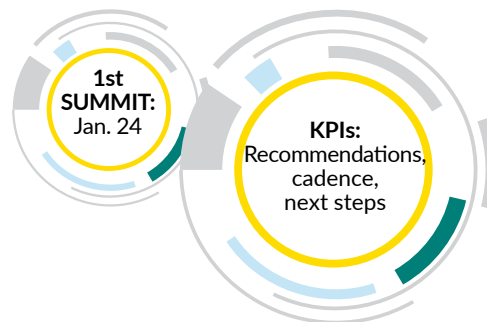 1st
SUMMIT:
Jan. 24
KPIs:
Recommendations,
cadence,
next steps